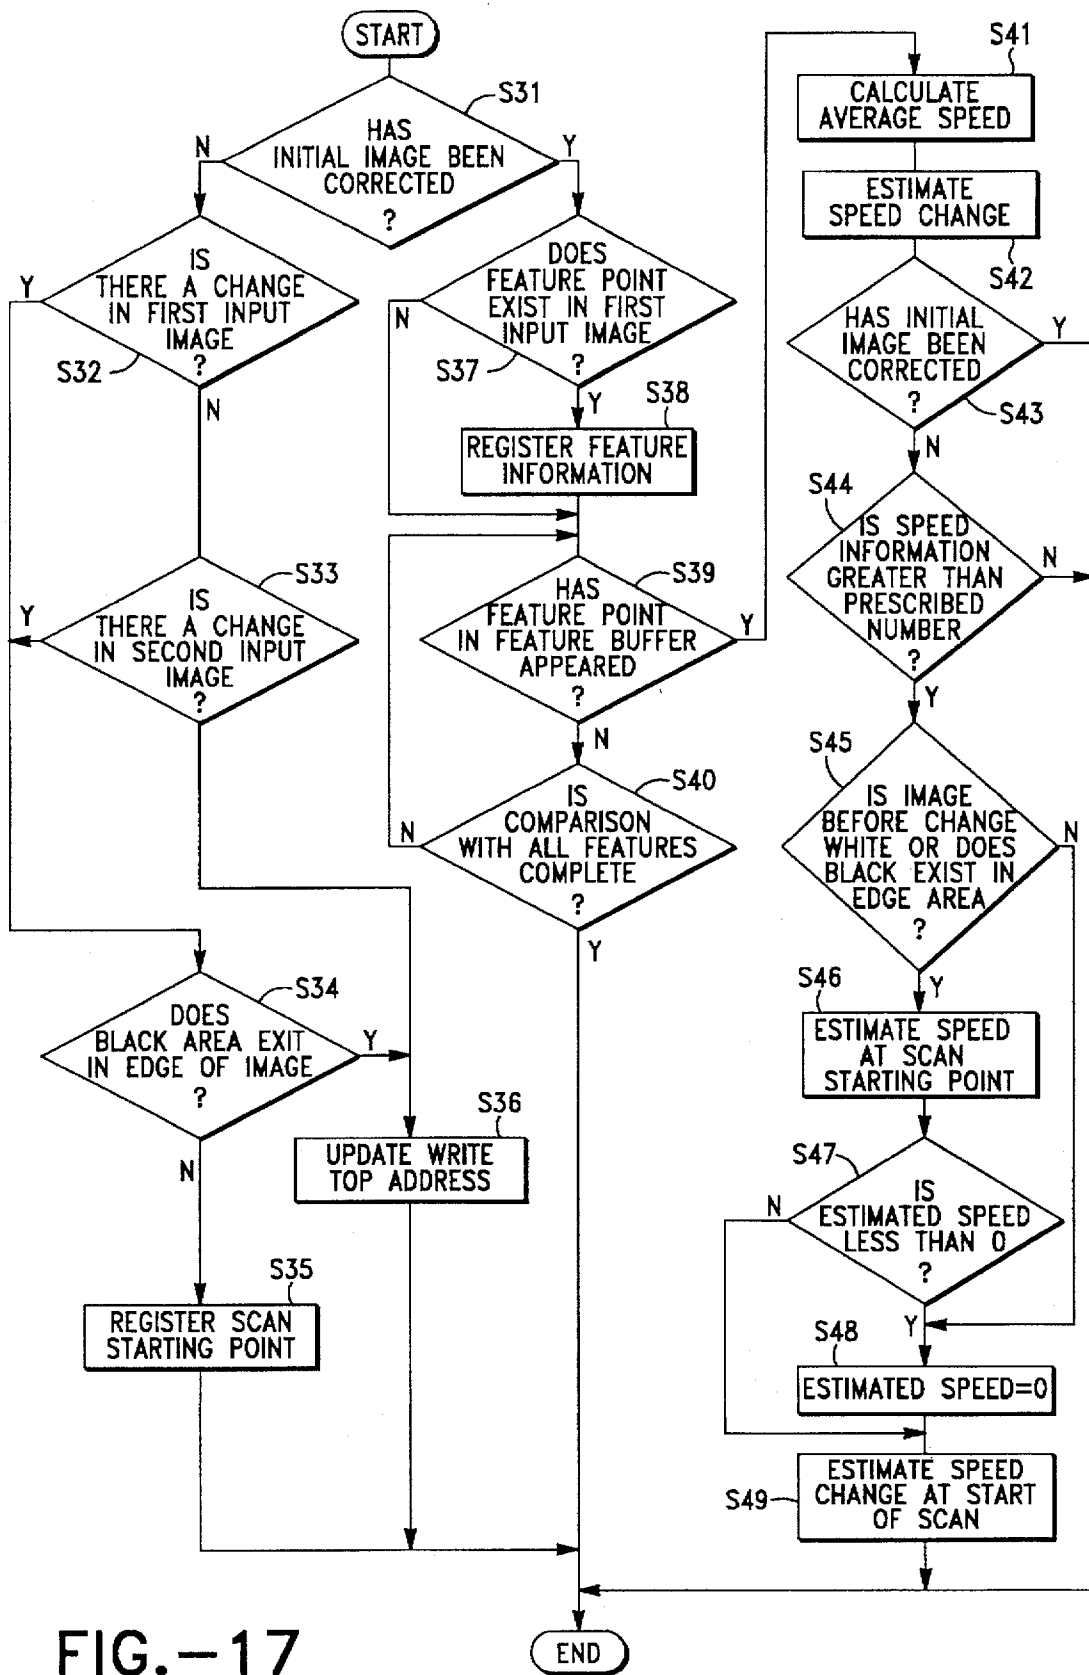 START
S31
HAS
INITIAL IMAGE BEEN
CORRECTED
?
N
Y
IS
THERE A CHANGE
IN FIRST INPUT
IMAGE
?
Y
S32
N
IS
THERE A CHANGE
IN SECOND INPUT
IMAGE
?
S33
Y
DOES
BLACK AREA EXIT
IN EDGE OF IMAGE
?
S34
Y
N
S35
REGISTER SCAN
STARTING POINT
S36
UPDATE WRITE
TOP ADDRESS
DOES
FEATURE POINT
EXIST IN FIRST
INPUT IMAGE
?
N
S37
Y
S38
REGISTER FEATURE
INFORMATION
S39
HAS
FEATURE POINT
IN FEATURE BUFFER
APPEARED
?
Y
N
S40
IS
COMPARISON
WITH ALL FEATURES
COMPLETE
?
N
Y
S41
CALCULATE
AVERAGE SPEED
ESTIMATE
SPEED CHANGE
S42
HAS INITIAL
IMAGE BEEN
CORRECTED
?
Y
S43
N
S44
IS SPEED
INFORMATION
GREATER THAN
PRESCRIBED
NUMBER
?
N
Y
S45
IS IMAGE
BEFORE CHANGE
WHITE OR DOES
BLACK EXIST IN
EDGE AREA
?
N
Y
S46
ESTIMATE SPEED
AT SCAN
STARTING POINT
S47
IS
ESTIMATED SPEED
LESS THAN 0
?
N
Y
S48
ESTIMATED SPEED=0
ESTIMATE SPEED
CHANGE AT START
OF SCAN
S49
END
FIG.-17